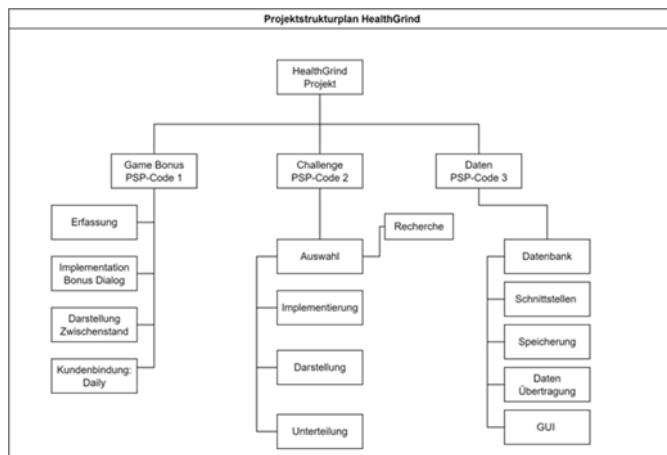 Projektstrukturplan HealthGrind
HealthGrind
Projekt
Game Bonus
PSP-Code 1
Challenge
PSP-Code 2
Daten
PSP-Code 3
Erfassung
Implementation
Bonus Dialog
Darstellung
Zwischenstand
Kundenbindung:
Daily
Auswahl
Recherche
Implementierung
Darstellung
Unterteilung
Datenbank
Schnittstellen
Speicherung
Daten
Übertragung
GUI